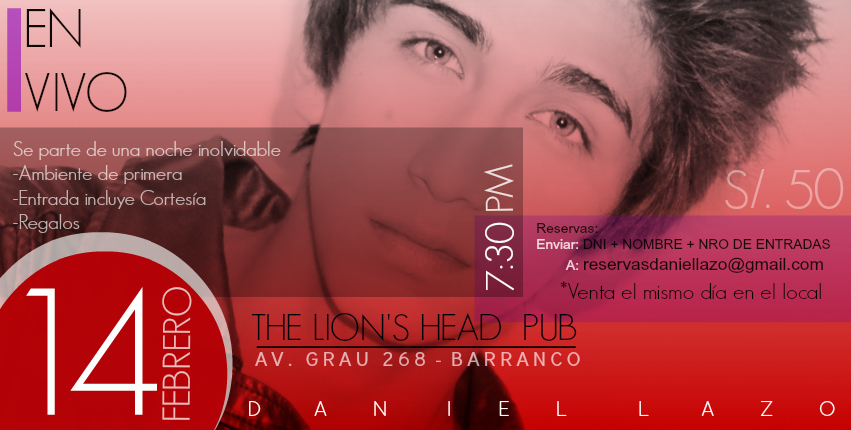 EN
VIVO
Se parte de una noche inolvidable
-Ambiente de primera
-Entrada incluye Cortesía
-Regalos
7:30 PM
S/. 50
Reservas:
Enviar: DNI + NOMBRE + NRO DE ENTRADAS
A: reservasdaniellazo@gmail.com
*Venta el mismo día en el local
14
FEBRERO
THE LION'S HEAD PUB
AV. GRAU 268 - BARRANCO
DANIEL LAZO